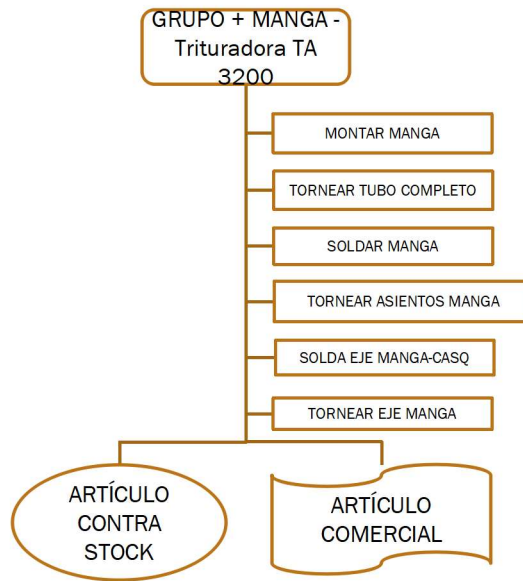 GRUPO + MANGA -
Trituradora TA
3200
MONTAR MANGA
TORNEAR TUBO COMPLETO
SOLDAR MANGA
TORNEAR ASIENTOS MANGA
SOLDA EJE MANGA-CASQ
TORNEAR EJE MANGA
ARTÍCULO
CONTRA
STOCK
ARTÍCULO
COMERCIAL